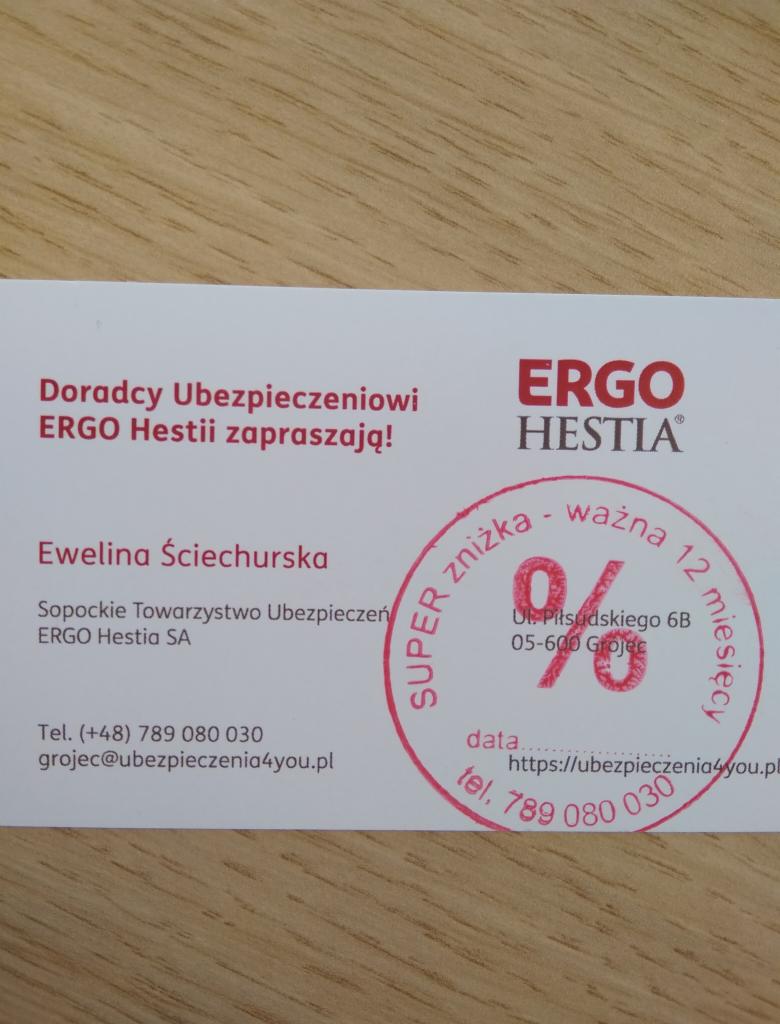 Doradcy Ubezpieczeniowi
ERGO Hestii zapraszają!
ERGO
HESTIA®
Ewelina Ściechurska
Sopockie Towarzystwo Ubezpieczeń
ERGO Hestia SA
Ul. Piłsudskiego 6B
05-600 Grójec
Tel. (+48) 789 080 030
grojec@ubezpieczenia4you.pl
https://ubezpieczenia4you.pl
SUPER zniżka - ważna 12 miesięcy
%
data....................
tel. 789 080 030